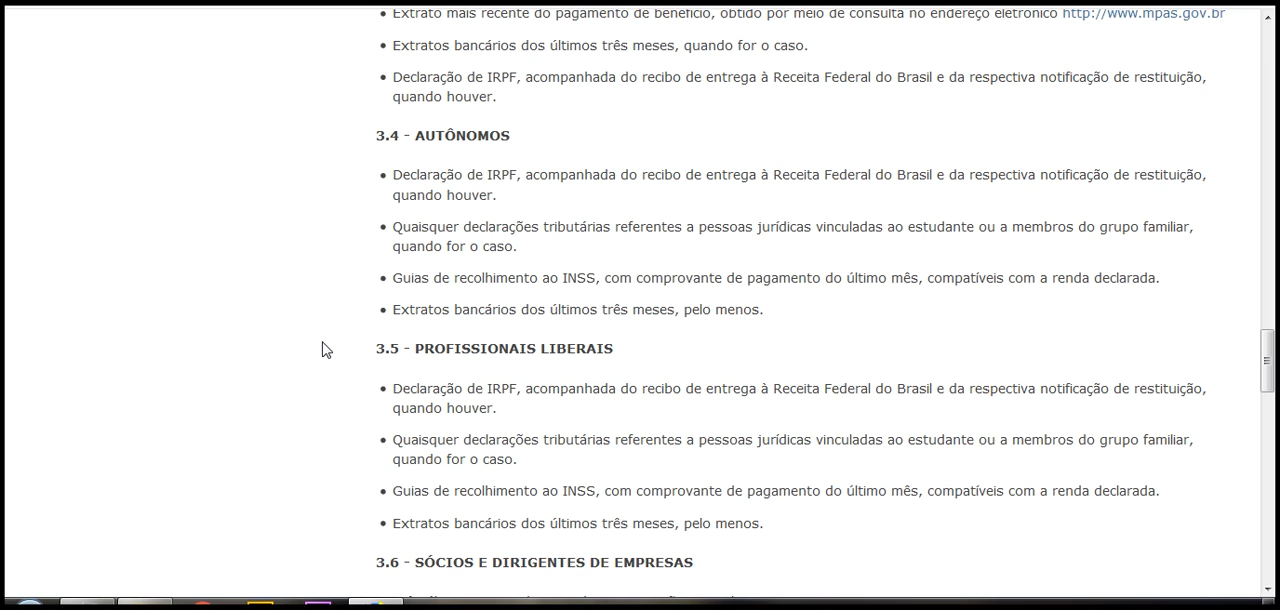 • Extrato mais recente do pagamento de benefício, obtido por meio de consulta no endereço eletrônico http://www.mpas.gov.br
• Extratos bancários dos últimos três meses, quando for o caso.
• Declaração de IRPF, acompanhada do recibo de entrega à Receita Federal do Brasil e da respectiva notificação de restituição,
quando houver.
3.4 - AUTÔNOMOS
• Declaração de IRPF, acompanhada do recibo de entrega à Receita Federal do Brasil e da respectiva notificação de restituição,
quando houver.
• Quaisquer declarações tributárias referentes a pessoas jurídicas vinculadas ao estudante ou a membros do grupo familiar,
quando for o caso.
• Guias de recolhimento ao INSS, com comprovante de pagamento do último mês, compatíveis com a renda declarada.
• Extratos bancários dos últimos três meses, pelo menos.
3.5 - PROFISSIONAIS LIBERAIS
• Declaração de IRPF, acompanhada do recibo de entrega à Receita Federal do Brasil e da respectiva notificação de restituição,
quando houver.
• Quaisquer declarações tributárias referentes a pessoas jurídicas vinculadas ao estudante ou a membros do grupo familiar,
quando for o caso.
• Guias de recolhimento ao INSS, com comprovante de pagamento do último mês, compatíveis com a renda declarada.
• Extratos bancários dos últimos três meses, pelo menos.
3.6 - SÓCIOS E DIRIGENTES DE EMPRESAS